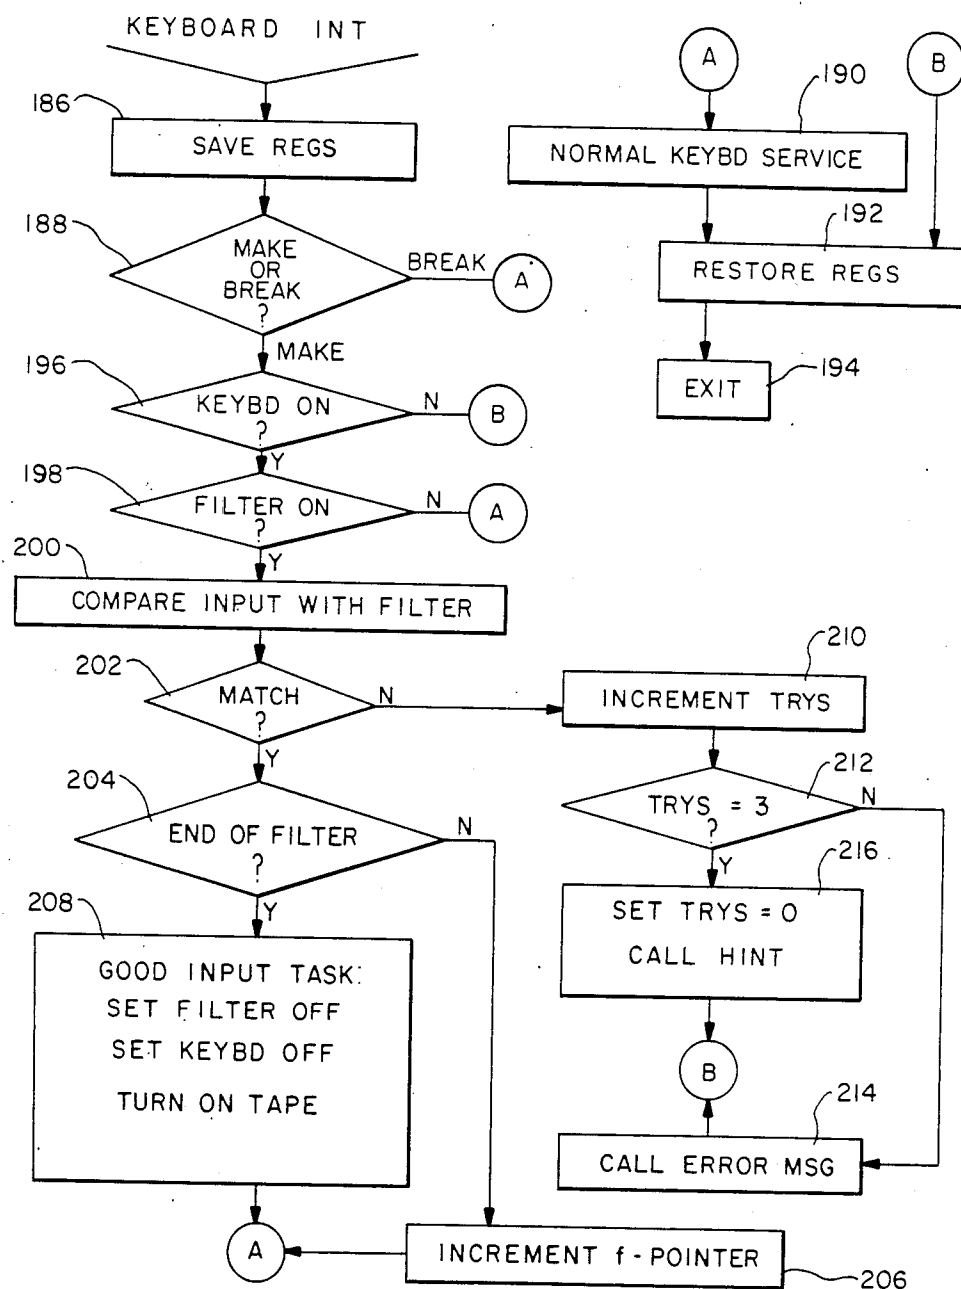 KEYBOARD INT
186
SAVE REGS
188
MAKE
OR
BREAK
?
BREAK
A
MAKE
196
KEYBD ON
?
N
B
Y
198
FILTER ON
?
N
A
Y
200
COMPARE INPUT WITH FILTER
202
MATCH
?
N
Y
204
END OF FILTER
?
N
Y
208
GOOD INPUT TASK:
SET FILTER OFF
SET KEYBD OFF
TURN ON TAPE
A
INCREMENT f-POINTER
206
A
190
NORMAL KEYBD SERVICE
B
192
RESTORE REGS
EXIT
194
210
INCREMENT TRYS
212
TRYS = 3
?
N
Y
216
SET TRYS = 0
CALL HINT
B
214
CALL ERROR MSG